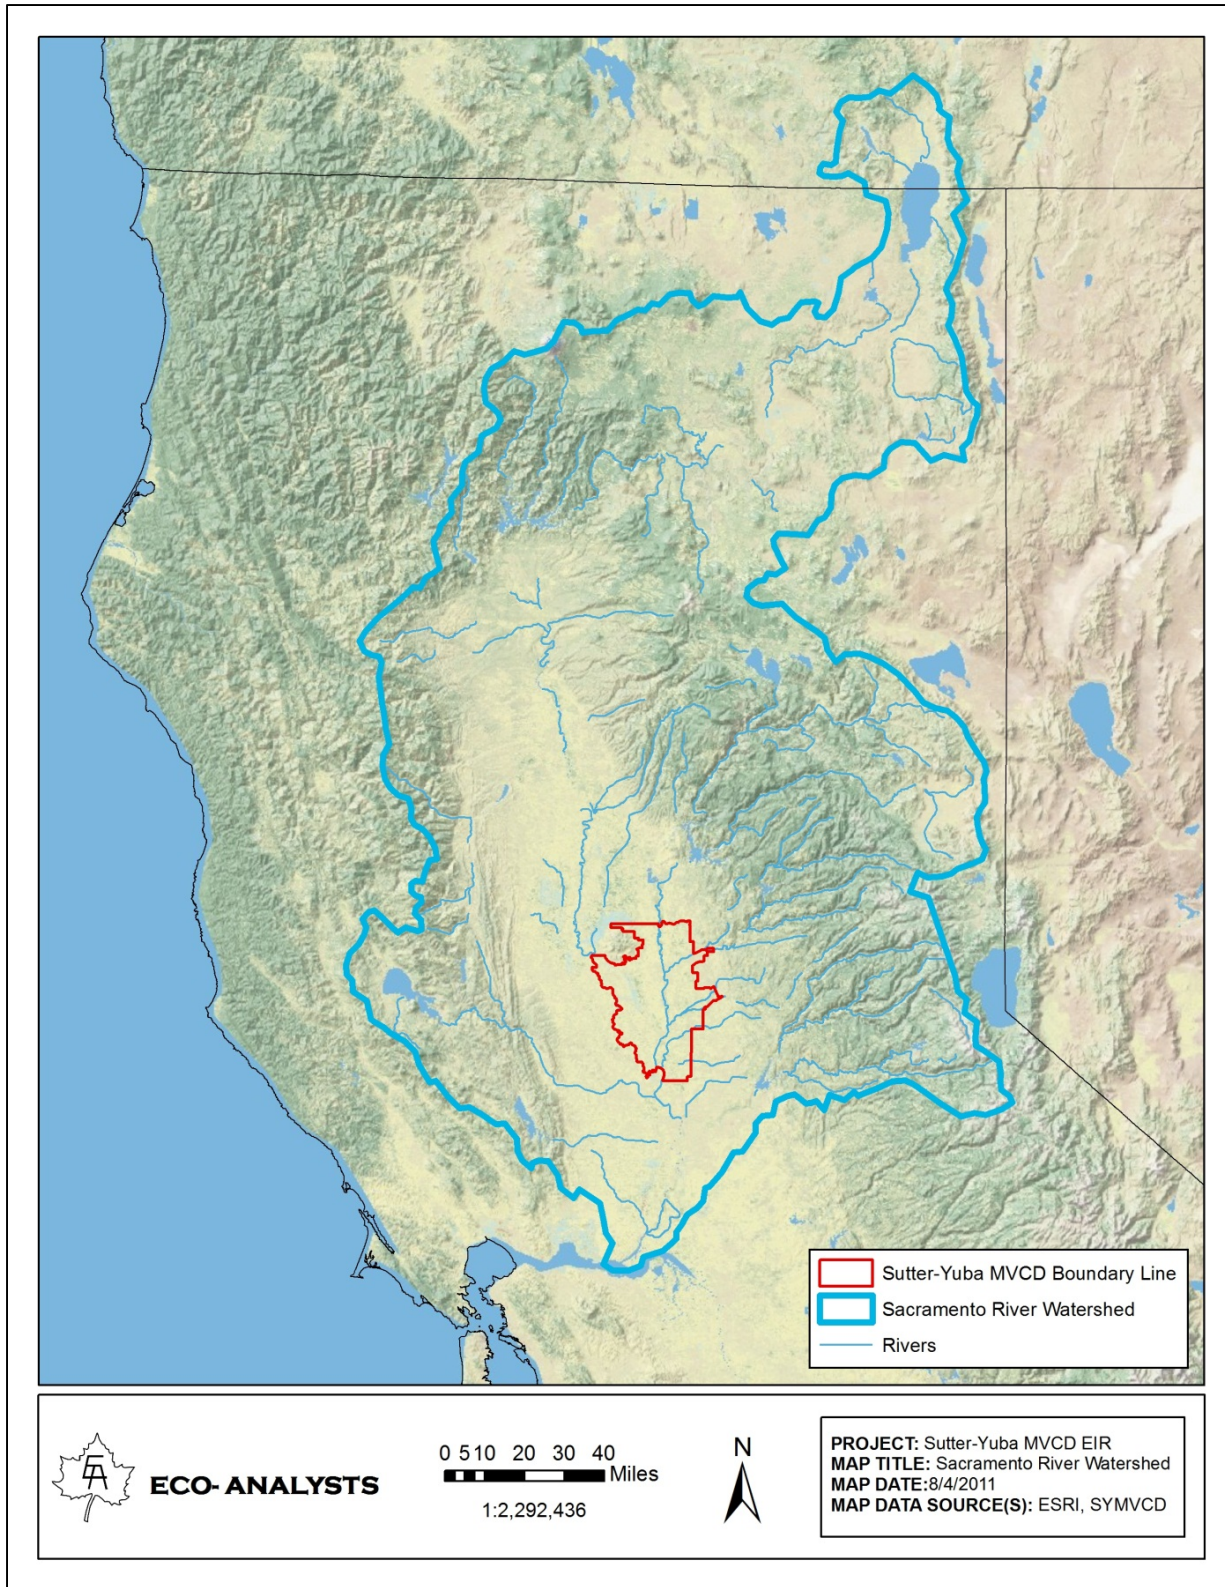 Sutter-Yuba MVCD Boundary Line
Sacramento River Watershed
Rivers
EA
ECO-ANALYSTS
0 5 10 20 30 40
Miles
1:2,292,436
N
PROJECT: Sutter-Yuba MVCD EIR
MAP TITLE: Sacramento River Watershed
MAP DATE:8/4/2011
MAP DATA SOURCE(S): ESRI, SYMVCD